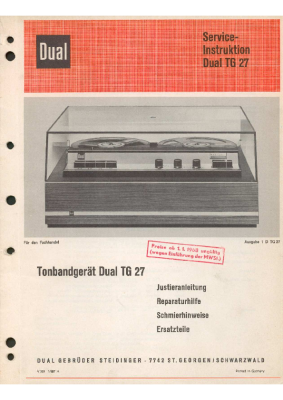 Dual
Service-
Instruktion
Dual TG 27
Für den Fachhandel
Ausgabe 1 D TG 27
Preise ab 1. 1. 1968 ungültig
(wegen Einführung der MWSt.)
Tonbandgerät Dual TG 27
Justieranleitung
Reparaturhilfe
Schmierhinweise
Ersatzteile
DUAL GEBRÜDER STEIDINGER · 7742 ST. GEORGEN/SCHWARZWALD
Printed in Germany